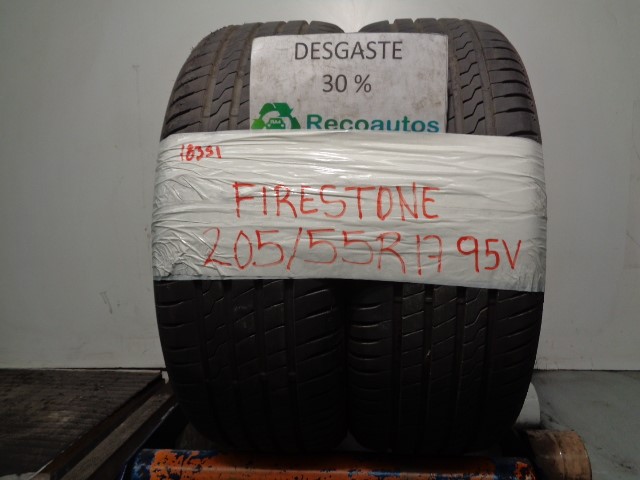 DESGASTE
30 %
Recoautos
18351
FIRESTONE
205/55R17 95V